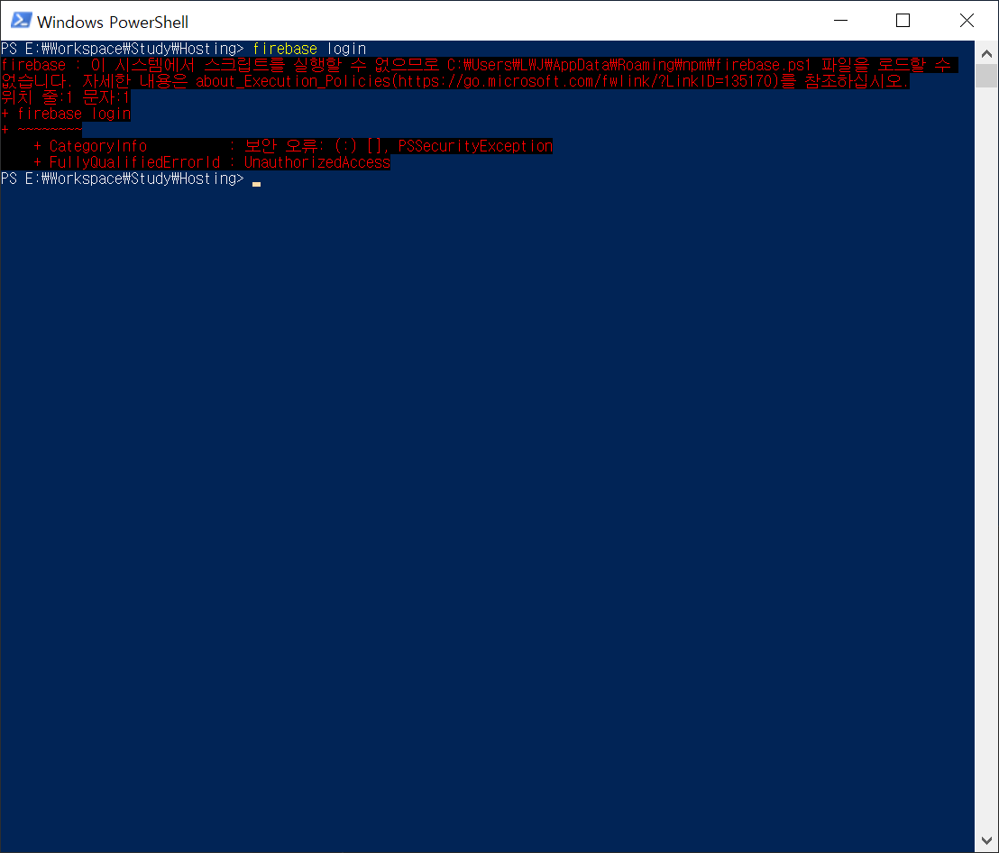 Windows PowerShell
PS E:₩Workspace₩Study₩Hosting> firebase login
firebase : 이 시스템에서 스크립트를 실행할 수 없으므로 C:₩Users₩LWJ₩AppData₩Roaming₩npm₩firebase.ps1 파일을 로드할 수
없습니다. 자세한 내용은 about_Execution_Policies(https://go.microsoft.com/fwlink/?LinkID=135170)를 참조하십시오.
위치 줄:1 문자:1
+ firebase login
+ ~~~~~~~~
    + CategoryInfo          : 보안 오류: (:) [], PSSecurityException
    + FullyQualifiedErrorId : UnauthorizedAccess
PS E:₩Workspace₩Study₩Hosting>